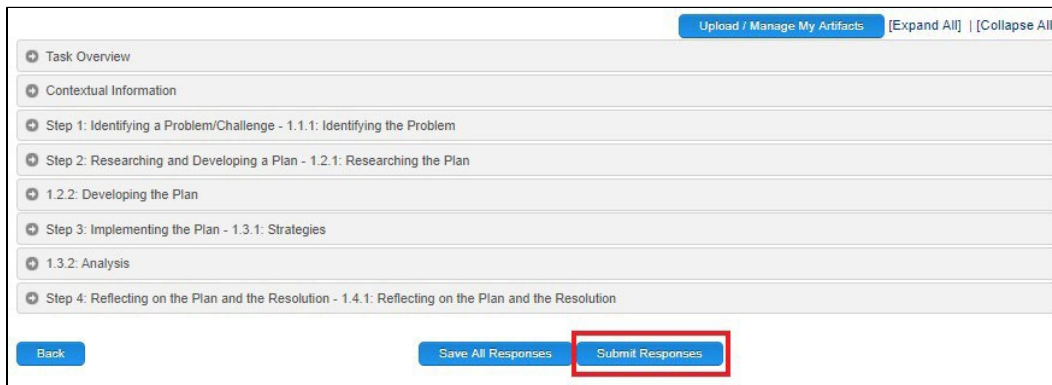 Upload / Manage My Artifacts [Expand All] | [Collapse All
Task Overview
Contextual Information
Step 1: Identifying a Problem/Challenge - 1.1.1: Identifying the Problem
Step 2: Researching and Developing a Plan - 1.2.1: Researching the Plan
1.2.2: Developing the Plan
Step 3: Implementing the Plan - 1.3.1: Strategies
1.3.2: Analysis
Step 4: Reflecting on the Plan and the Resolution - 1.4.1: Reflecting on the Plan and the Resolution
Back Save All Responses Submit Responses